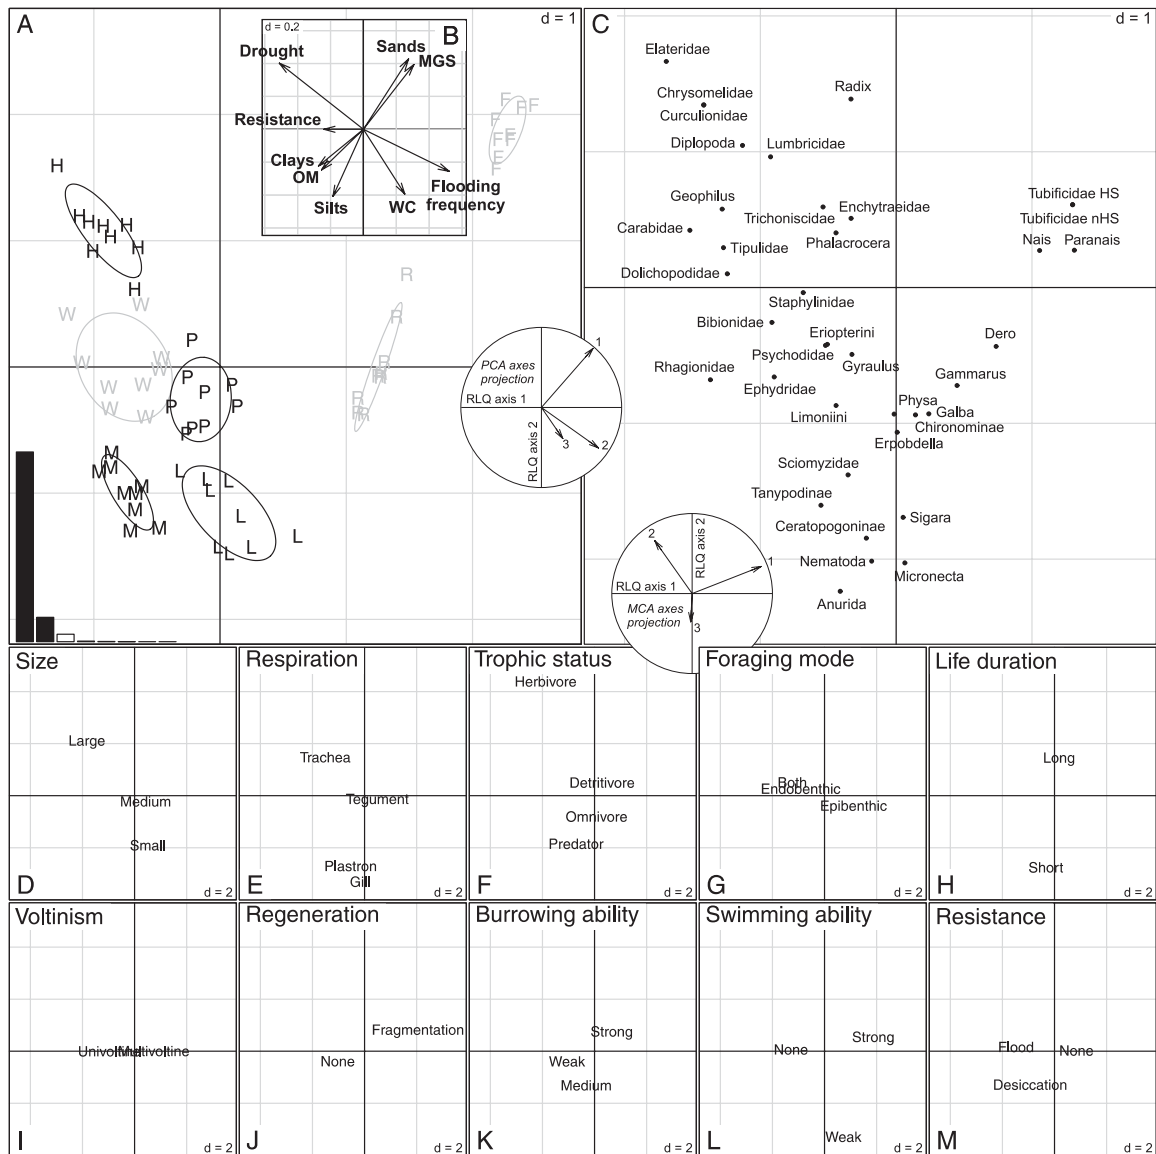 A
d = 1
d = 0.2
B
Drought
Sands
MGS
Resistance
Clays
OM
Silts
WC
Flooding
frequency
F F F
F
F F
F
F
H
H H H H
H
H H
H
W W
W W W
W W
W W
P
P P P
P P
P P P
R
R
R
R
R
R R
M
M M
M M M
M
M M
L
L L
L
L
L
L L L
PCA axes
projection
RLQ axis 1
RLQ axis 2
1
2
3
C
d = 1
Elateridae
Chrysomelidae
Curculionidae
Radix
Diplopoda
Lumbricidae
Geophilus
Enchytraeidae
Trichoniscidae
Carabidae
Phalacrocera
Tipulidae
Dolichopodidae
Tubificidae HS
Tubificidae nHS
Nais
Paranais
Staphylinidae
Bibionidae
Eriopterini
Dero
Psychodidae
Rhagionidae
Gyraulus
Gammarus
Ephydridae
Physa
Limoniini
Galba
Chironominae
Erpobdella
Sciomyzidae
Tanypodinae
Sigara
Ceratopogoninae
Nematoda
Micronecta
Anurida
2
RLQ axis 2
1
RLQ axis 1
MCA axes
projection
3
Size
Large
Medium
Small
D
d = 2
Respiration
Trachea
Tegument
Plastron
Gill
E
d = 2
Trophic status
Herbivore
Detritivore
Omnivore
Predator
F
d = 2
Foraging mode
Both
Endobenthic
Epibenthic
G
d = 2
Life duration
Long
Short
H
d = 2
Voltinism
Univoltine
Multivoltine
I
d = 2
Regeneration
Fragmentation
None
J
d = 2
Burrowing ability
Strong
Weak
Medium
K
d = 2
Swimming ability
Strong
None
Weak
L
d = 2
Resistance
Flood
None
Desiccation
M
d = 2